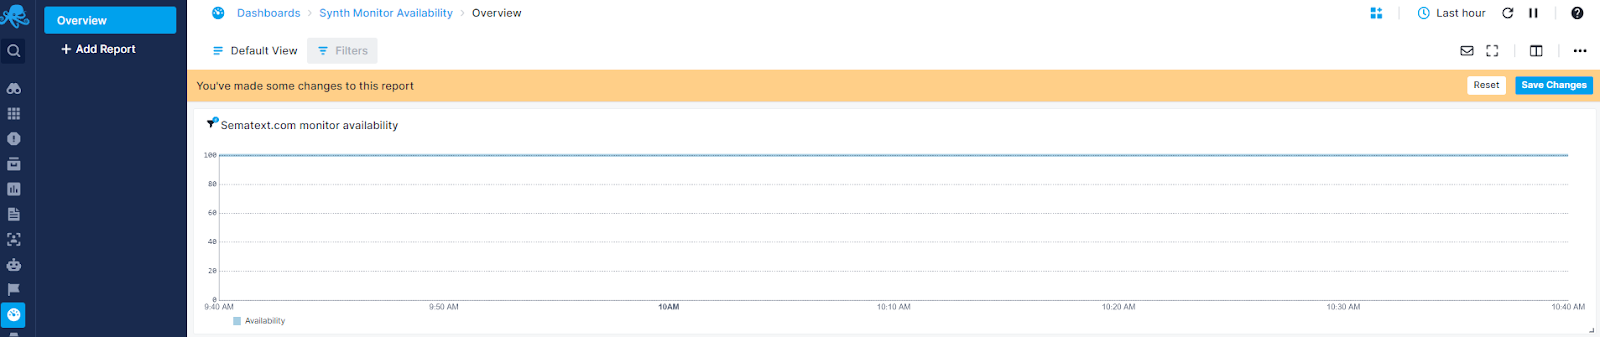 Overview
+ Add Report
Dashboards > Synth Monitor Availability > Overview
Last hour
Default View
Filters
You've made some changes to this report
Reset
Save Changes
Sematext.com monitor availability
100
80
60
40
20
0
9:40 AM
9:50 AM
10AM
10:10 AM
10:20 AM
10:30 AM
10:40 AM
Availability